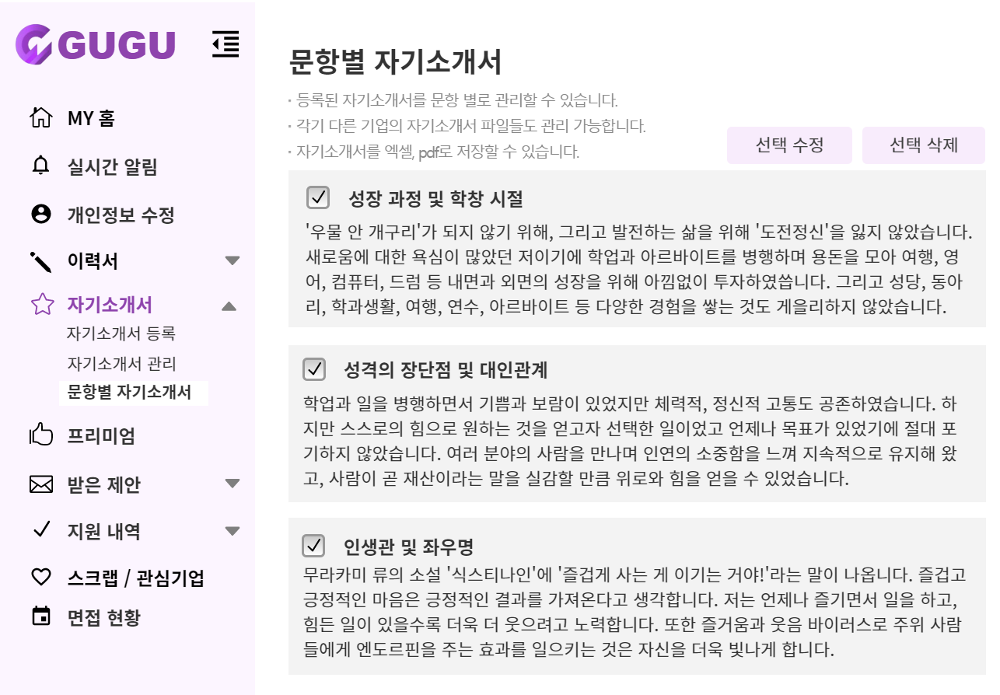 GUGU
MY 홈
실시간 알림
개인정보 수정
이력서
자기소개서
자기소개서 등록
자기소개서 관리
문항별 자기소개서
프리미엄
받은 제안
지원 내역
스크랩 / 관심기업
면접 현황
문항별 자기소개서
· 등록된 자기소개서를 문항 별로 관리할 수 있습니다.
· 각기 다른 기업의 자기소개서 파일들도 관리 가능합니다.
· 자기소개서를 엑셀, pdf로 저장할 수 있습니다.
선택 수정
선택 삭제
성장 과정 및 학창 시절
'우물 안 개구리'가 되지 않기 위해, 그리고 발전하는 삶을 위해 '도전정신'을 잃지 않았습니다.
새로움에 대한 욕심이 많았던 저이기에 학업과 아르바이트를 병행하며 용돈을 모아 여행, 영
어, 컴퓨터, 드럼 등 내면과 외면의 성장을 위해 아낌없이 투자하였씁니다. 그리고 성당, 동아
리, 학과생활, 여행, 연수, 아르바이트 등 다양한 경험을 쌓는 것도 게을리하지 않았습니다.
성격의 장단점 및 대인관계
학업과 일을 병행하면서 기쁨과 보람이 있었지만 체력적, 정신적 고통도 공존하였습니다. 하
지만 스스로의 힘으로 원하는 것을 얻고자 선택한 일이었고 언제나 목표가 있었기에 절대 포
기하지 않았습니다. 여러 분야의 사람을 만나며 인연의 소중함을 느껴 지속적으로 유지해 왔
고, 사람이 곧 재산이라는 말을 실감할 만큼 위로와 힘을 얻을 수 있었습니다.
인생관 및 좌우명
무라카미 류의 소설 '식스티나인'에 '즐겁게 사는 게 이기는 거야!'라는 말이 나옵니다. 즐겁고
긍정적인 마음은 긍정적인 결과를 가져온다고 생각합니다. 저는 언제나 즐기면서 일을 하고,
힘든 일이 있을수록 더욱 더 웃으려고 노력합니다. 또한 즐거움과 웃음 바이러스로 주위 사람
들에게 엔도르핀을 주는 효과를 일으키는 것은 자신을 더욱 빛나게 합니다.